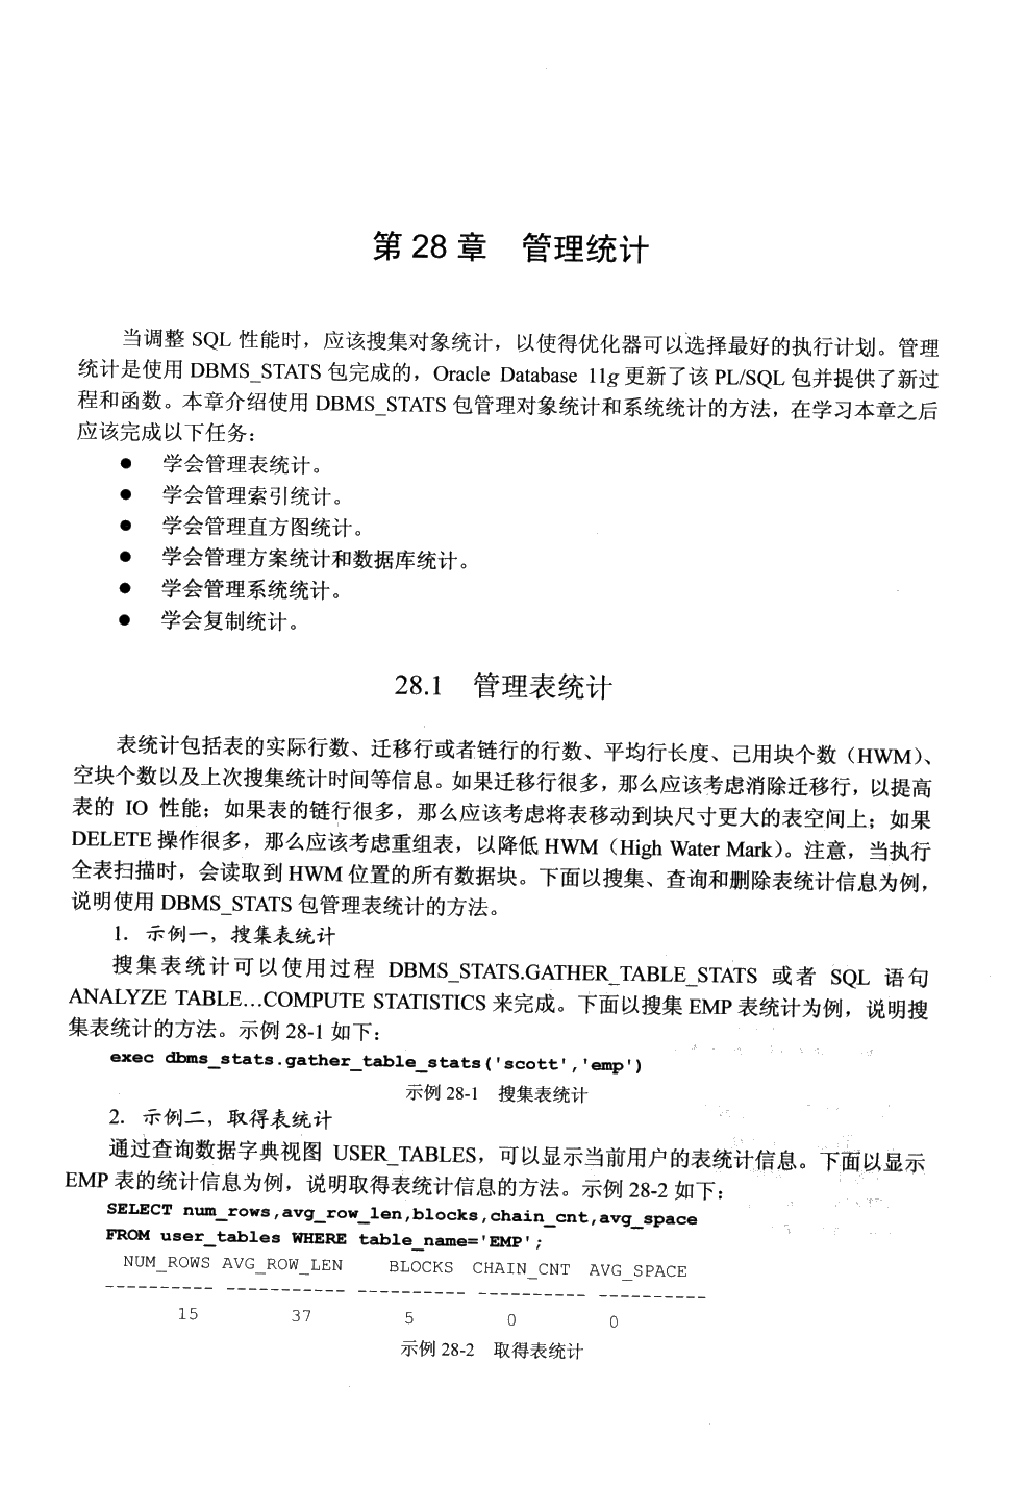 第 28 章 管理统计
当调整 SQL 性能时，应该搜集对象统计，以使得优化器可以选择最好的执行计划。管理
统计是使用 DBMS_STATS 包完成的，Oracle Database 11g 更新了该 PL/SQL 包并提供了新过
程和函数。本章介绍使用 DBMS_STATS 包管理对象统计和系统统计的方法，在学习本章之后
应该完成以下任务：
● 学会管理表统计。
● 学会管理索引统计。
● 学会管理直方图统计。
● 学会管理方案统计和数据库统计。
● 学会管理系统统计。
● 学会复制统计。
28.1 管理表统计
表统计包括表的实际行数、迁移行或者链行的行数、平均行长度、已用块个数（HWM）、
空块个数以及上次搜集统计时间等信息。如果迁移行很多，那么应该考虑消除迁移行，以提高
表的 IO 性能；如果表的链行很多，那么应该考虑将表移动到块尺寸更大的表空间上；如果
DELETE 操作很多，那么应该考虑重组表，以降低 HWM（High Water Mark）。注意，当执行
全表扫描时，会读取到 HWM 位置的所有数据块。下面以搜集、查询和删除表统计信息为例，
说明使用 DBMS_STATS 包管理表统计的方法。
1. 示例一，搜集表统计
搜集表统计可以使用过程 DBMS_STATS.GATHER_TABLE_STATS 或者 SQL 语句
ANALYZE TABLE…COMPUTE STATISTICS 来完成。下面以搜集 EMP 表统计为例，说明搜
集表统计的方法。示例 28-1 如下：
exec dbms_stats.gather_table_stats('scott','emp')
示例 28-1 搜集表统计
2. 示例二，取得表统计
通过查询数据字典视图 USER_TABLES，可以显示当前用户的表统计信息。下面以显示
EMP 表的统计信息为例，说明取得表统计信息的方法。示例 28-2 如下：
SELECT num_rows,avg_row_len,blocks,chain_cnt,avg_space
FROM user_tables WHERE table_name='EMP';
NUM_ROWS AVG_ROW_LEN BLOCKS CHAIN_CNT AVG_SPACE
---------- ----------- ---------- ---------- ----------
15 37 5 0 0
示例 28-2 取得表统计